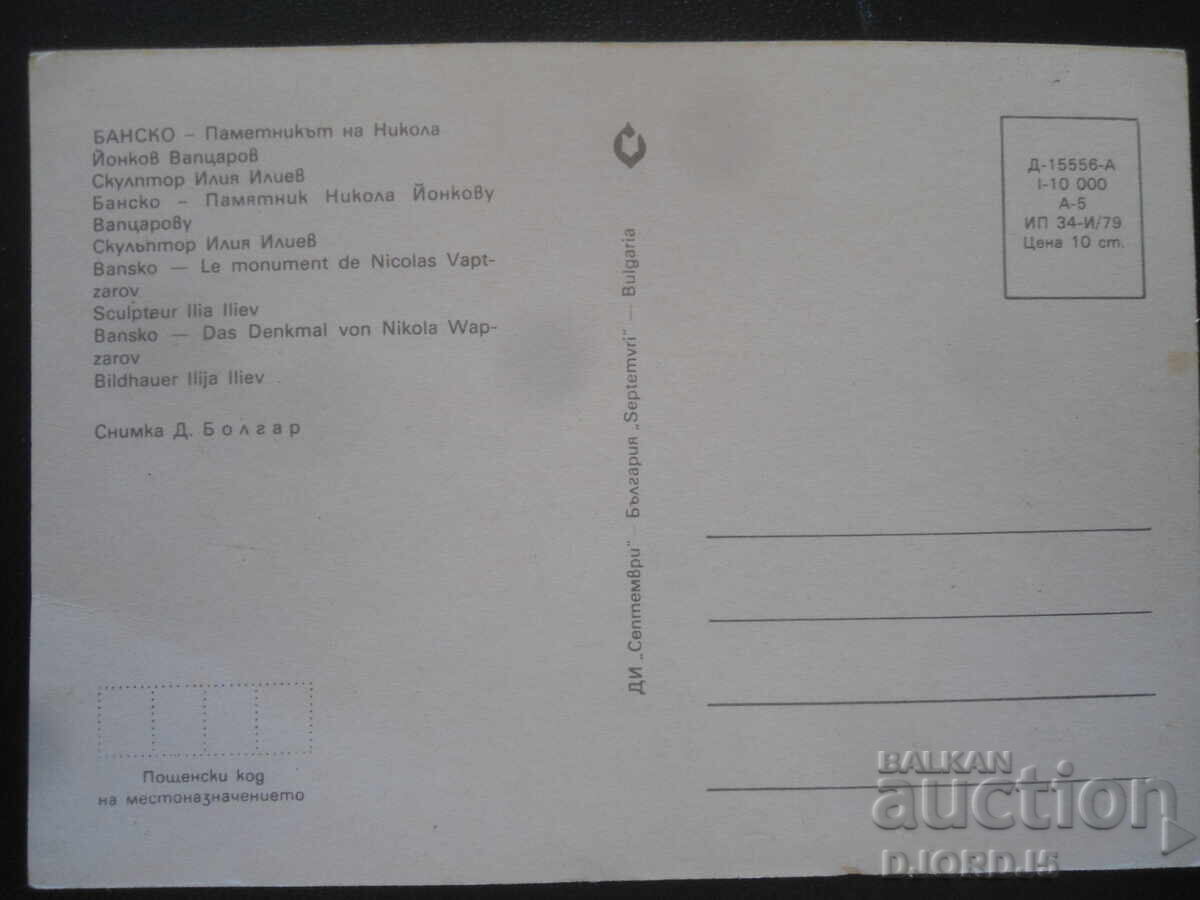 БАНСКО – Паметникът на Никола
Йонков Вапцаров
Скулптор Илия Илиев
Банско – Памятник Никола Йонкову
Вапцарову
Скульптор Илия Илиев
Bansko — Le monument de Nicolas Vapt-
zarov
Sculpteur Ilia Iliev
Bansko — Das Denkmal von Nikola Wap-
zarov
Bildhauer Ilija Iliev
Снимка Д. Болгар
Пощенски код
на местоназначението
ДИ „Септември" — България „Septemvri" — Bulgaria
Д-15556-А
I-10 000
А-5
ИП 34-И/79
Цена 10 ст.
BALKAN
auction
D.JORD.J5